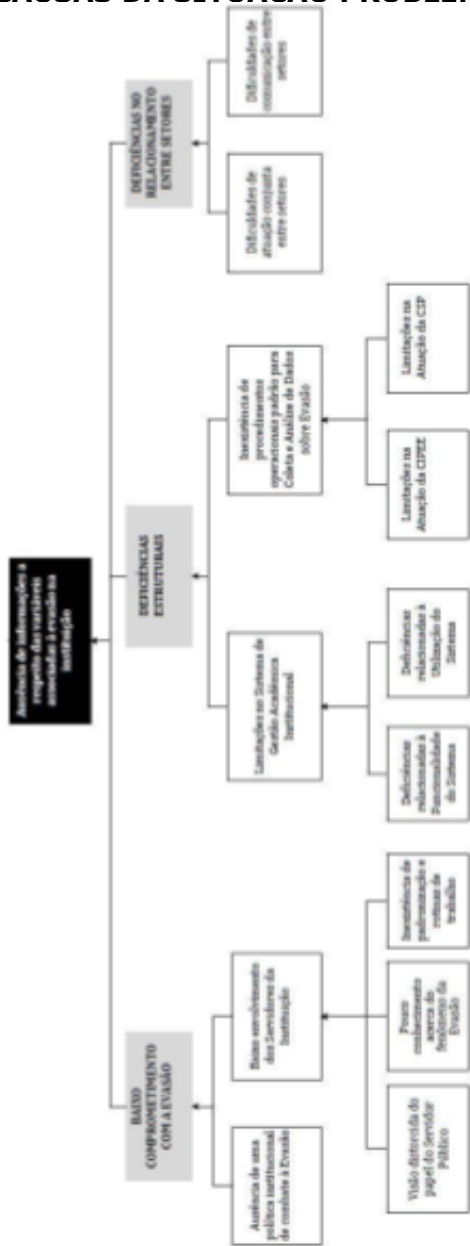 CAUSAS DA SITUAÇÃO PROBLEM
Ausência de informações a
respeito das variáveis
associadas à evasão na
instituição
BAIXO
COMPROMETIMENTO
COM A EVASÃO
DEFICIÊNCIAS
ESTRUTURAIS
DEFICIÊNCIAS NO
RELACIONAMENTO
ENTRE SETORES
Ausência de uma
política institucional
de combate à Evasão
Baixo envolvimento
dos Servidores da
Instituição
Limitações no Sistema de
Gestão Acadêmica
Institucional
Inexistência de
procedimentos
operacionais padrão para
Coleta e Análise de Dados
sobre Evasão
Dificuldades de
atuação conjunta
entre setores
Dificuldades de
comunicação entre
setores
Visão distorcida do
papel do Servidor
Público
Pouco
conhecimento
acerca do
fenômeno da
Evasão
Inexistência de
padronização e
rotinas de
trabalho
Deficiências
relacionadas à
Funcionalidade
do Sistema
Deficiências
relacionadas à
Utilização do
Sistema
Limitações na
Atuação da CIPEE
Limitações na
Atuação da CSP